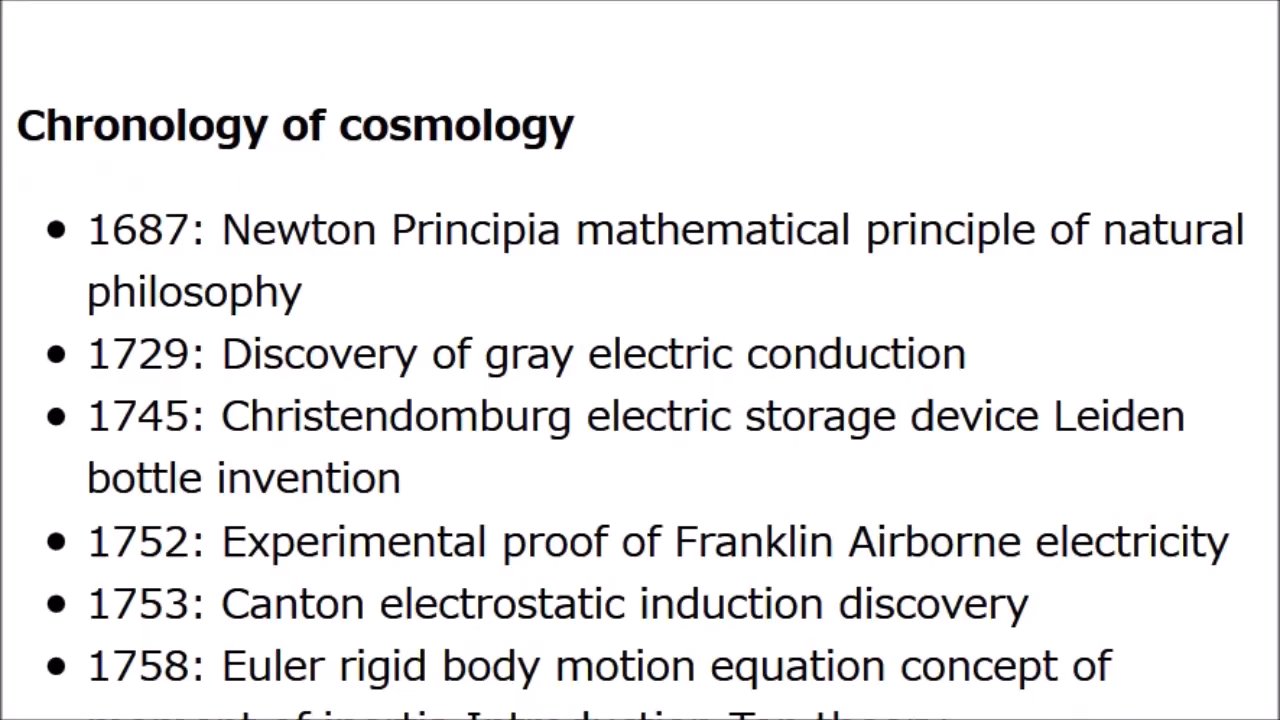 Chronology of cosmology
• 1687: Newton Principia mathematical principle of natural
philosophy
• 1729: Discovery of gray electric conduction
• 1745: Christendomburg electric storage device Leiden
bottle invention
• 1752: Experimental proof of Franklin Airborne electricity
• 1753: Canton electrostatic induction discovery
• 1758: Euler rigid body motion equation concept of